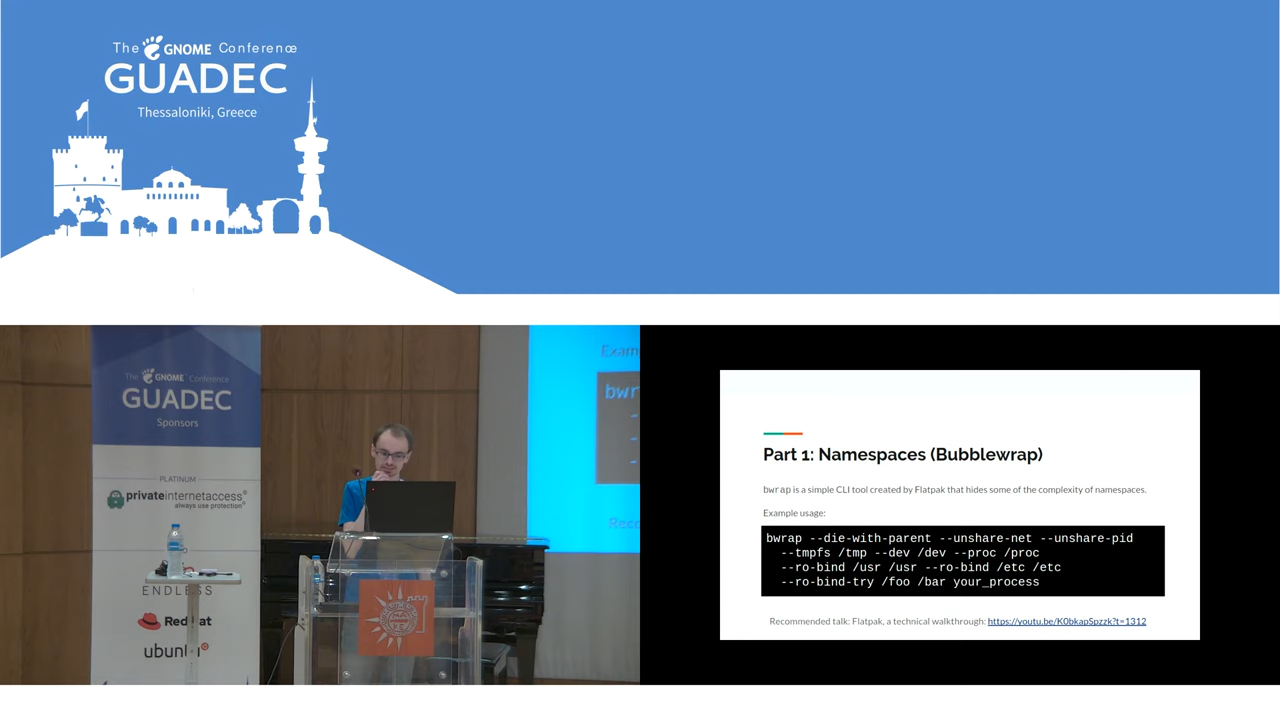 The GNOME Conference
GUADEC
Thessaloniki, Greece
The GNOME Conference
GUADEC
Sponsors
PLATINUM
privateinternetaccess®
always use protection®
ENDLESS
Red Hat
ubuntu
Exam
bwr
Reco
Part 1: Namespaces (Bubblewrap)
bwrap is a simple CLI tool created by Flatpak that hides some of the complexity of namespaces.
Example usage:
bwrap --die-with-parent --unshare-net --unshare-pid
--tmpfs /tmp --dev /dev --proc /proc
--ro-bind /usr /usr --ro-bind /etc /etc
--ro-bind-try /foo /bar your_process
Recommended talk: Flatpak, a technical walkthrough: https://youtu.be/K0bkapSpzzk?t=1312